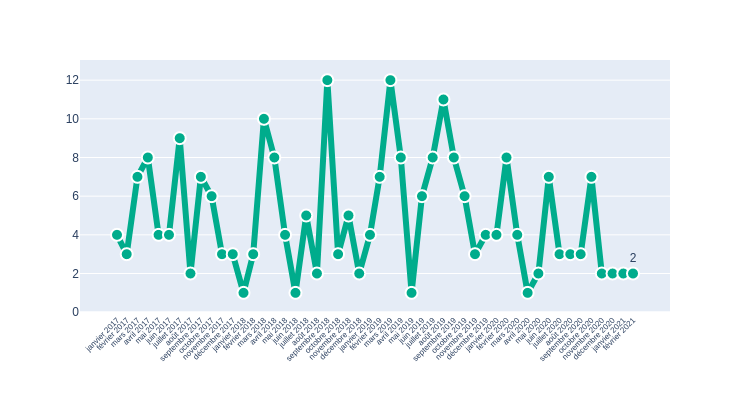 12
10
8
6
4
2
0
2
janvier 2017
février 2017
mars 2017
avril 2017
mai 2017
juin 2017
juillet 2017
août 2017
septembre 2017
octobre 2017
novembre 2017
décembre 2017
janvier 2018
février 2018
mars 2018
avril 2018
mai 2018
juin 2018
juillet 2018
août 2018
septembre 2018
octobre 2018
novembre 2018
décembre 2018
janvier 2019
février 2019
mars 2019
avril 2019
mai 2019
juin 2019
juillet 2019
août 2019
septembre 2019
octobre 2019
novembre 2019
décembre 2019
janvier 2020
février 2020
mars 2020
avril 2020
mai 2020
juin 2020
juillet 2020
août 2020
septembre 2020
octobre 2020
novembre 2020
décembre 2020
janvier 2021
février 2021